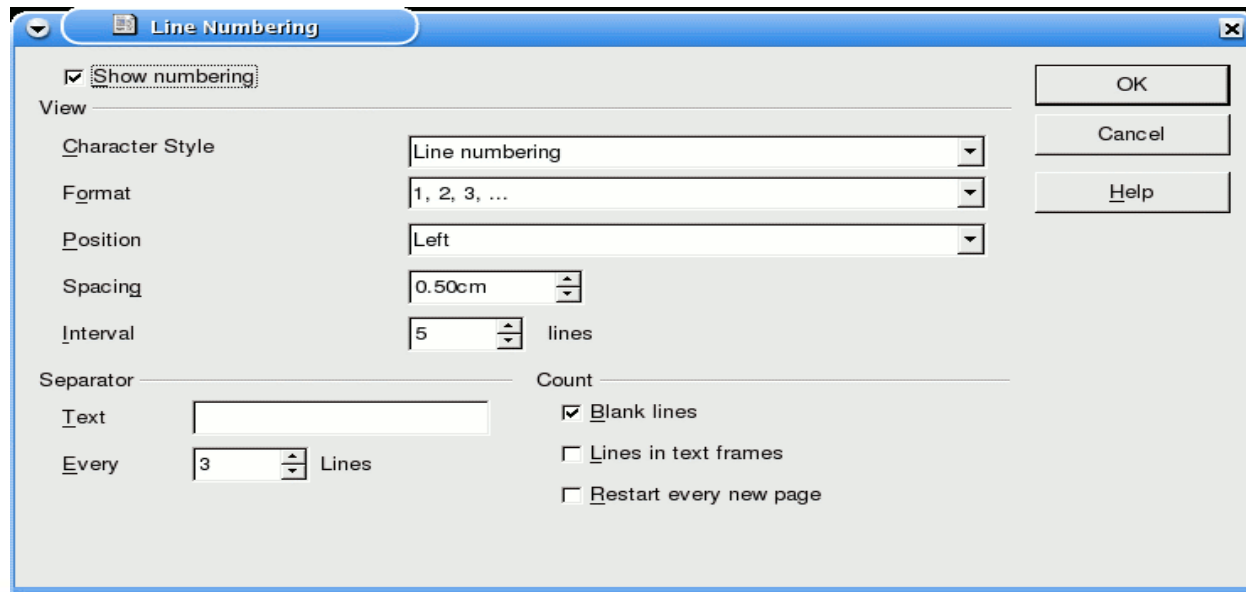 Line Numbering
Show numbering
OK
View
Cancel
Character Style
Line numbering
Format
1, 2, 3, ...
Help
Position
Left
Spacing
0.50cm
Interval
5
lines
Separator
Count
Text
Blank lines
Every
3
Lines
Lines in text frames
Restart every new page